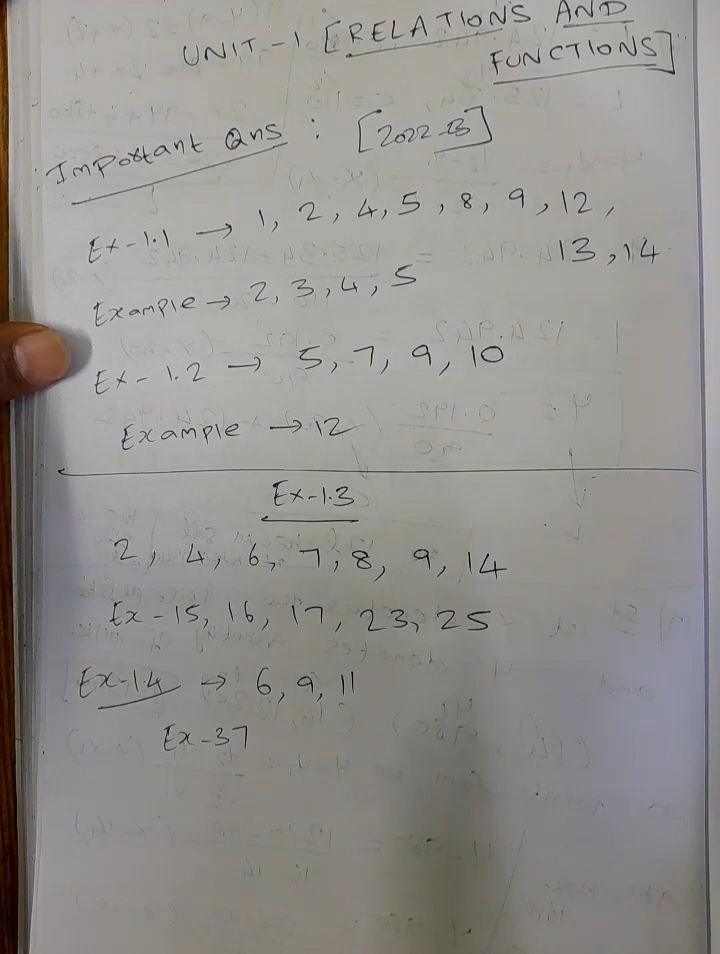 UNIT-1 [RELATIONS AND
FUNCTIONS]
Important Qns : [2022-23]
Ex-1.1 → 1, 2, 4, 5, 8, 9, 12,
13, 14
Example → 2, 3, 4, 5
Ex-1.2 → 5, 7, 9, 10
Example → 12
Ex-1.3
2, 4, 6, 7, 8, 9, 14
Ex-15, 16, 17, 23, 25
Ex-1.4 → 6, 9, 11
Ex-37